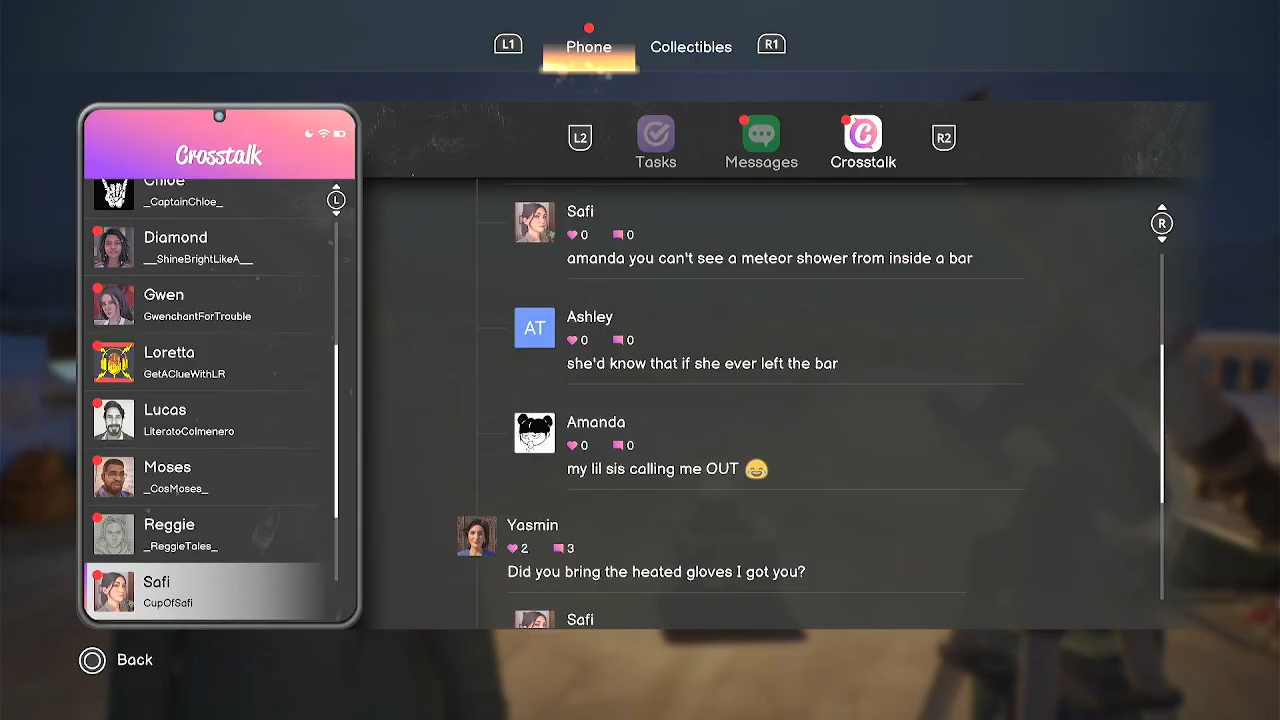 L1
Phone
Collectibles
R1
Crosstalk
L2
Tasks
Messages
C
Crosstalk
R2
Chloe
_CaptainChloe_
L
Diamond
__ShineBrightLikeA__
Gwen
GwenchantForTrouble
Loretta
GetAClueWithLR
Lucas
LiteratoColmenero
Moses
_CosMoses_
Reggie
_ReggieTales_
Safi
CupOfSafi
Safi
0 0
amanda you can't see a meteor shower from inside a bar
R
AT
Ashley
0 0
she'd know that if she ever left the bar
Amanda
0 0
my lil sis calling me OUT 😂
Yasmin
2 3
Did you bring the heated gloves I got you?
Safi
Back